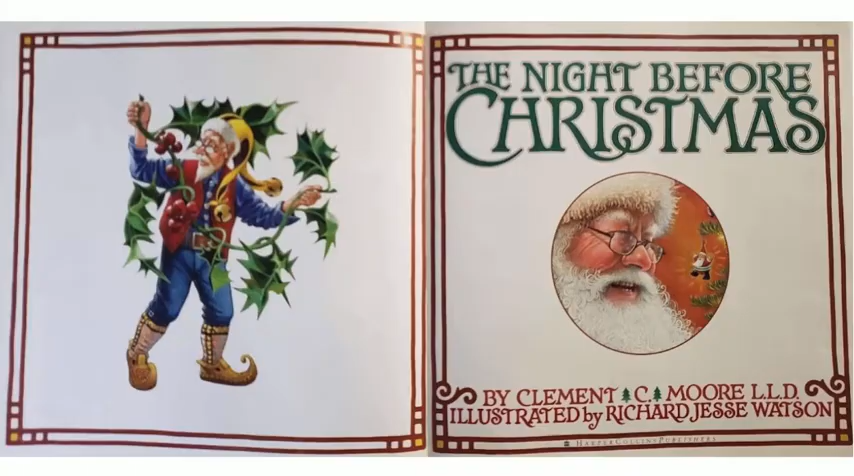 THE NIGHT BEFORE
CHRISTMAS
BY CLEMENT C. MOORE L.L.D.
ILLUSTRATED by RICHARD JESSE WATSON
HARPERCOLLINSPUBLISHERS